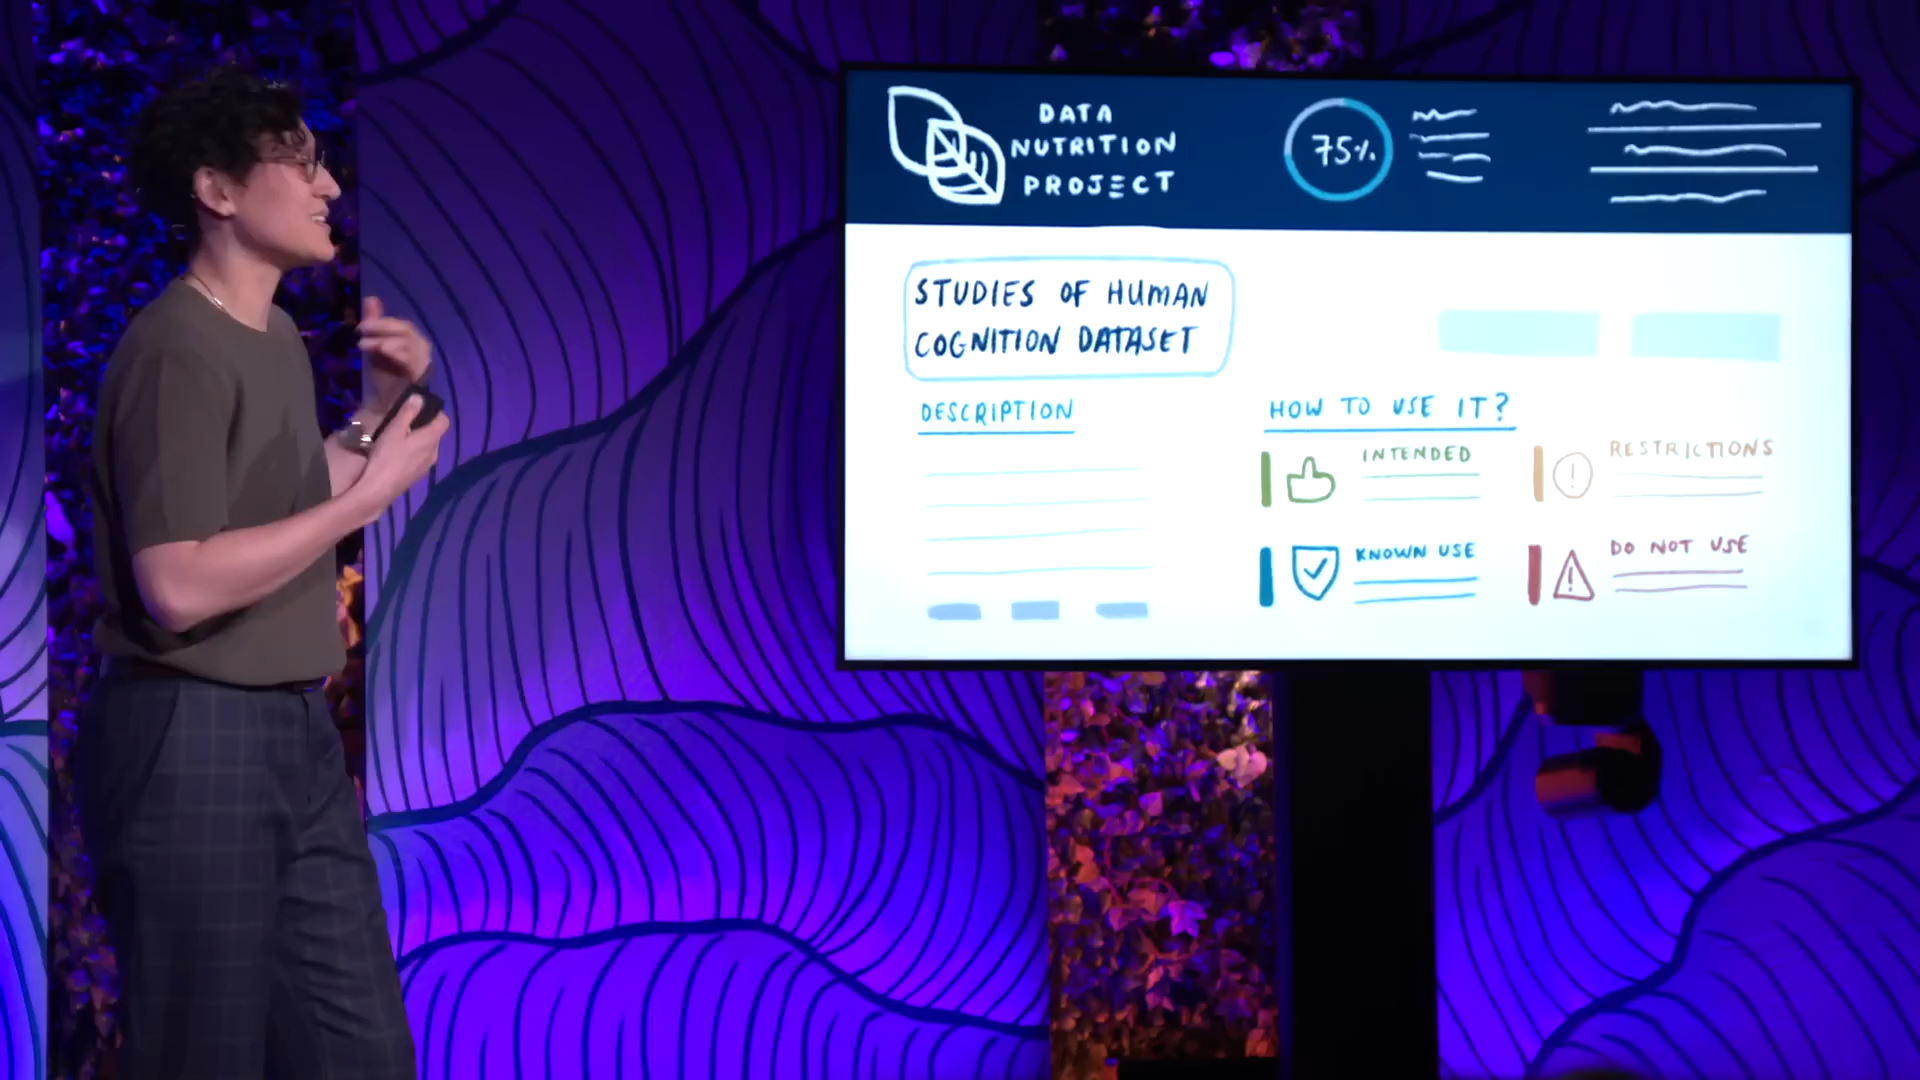 DATA
NUTRITION
PROJECT
75%
STUDIES OF HUMAN
COGNITION DATASET
DESCRIPTION
HOW TO USE IT?
INTENDED
RESTRICTIONS
KNOWN USE
DO NOT USE